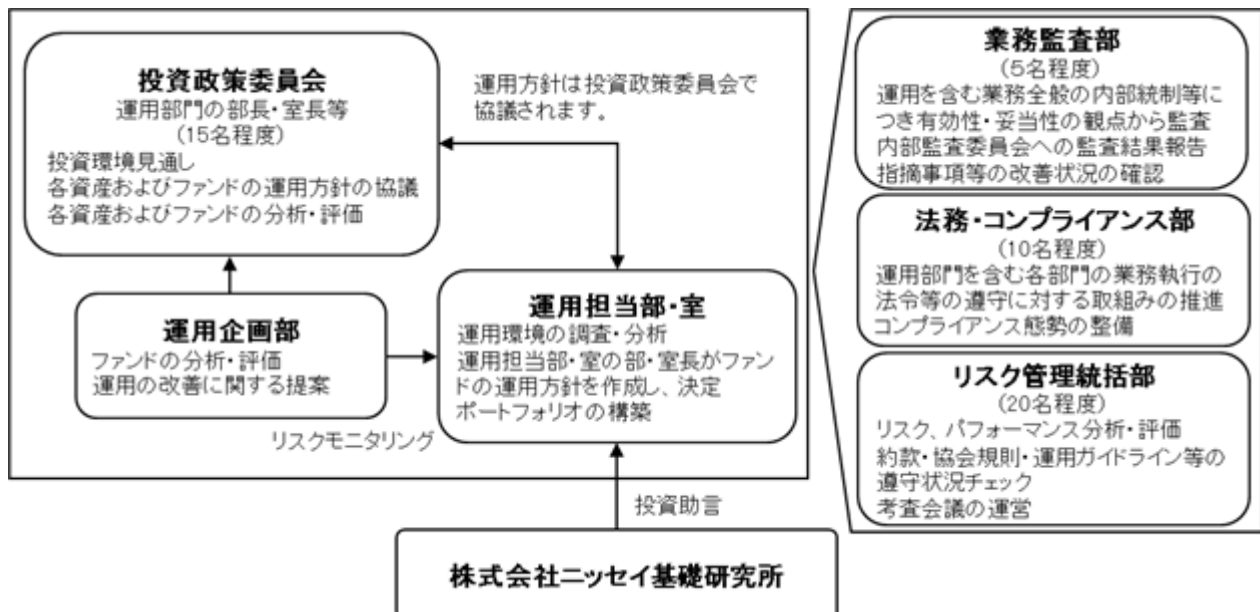 投資政策委員会
運用部門の部長・室長等
(15名程度)
投資環境見通し
各資産およびファンドの運用方針の協議
各資産およびファンドの分析・評価
運用方針は投資政策委員会で
協議されます。
運用企画部
ファンドの分析・評価
運用の改善に関する提案
リスクモニタリング
運用担当部・室
運用環境の調査・分析
運用担当部・室の部・室長がファン
ドの運用方針を作成し、決定
ポートフォリオの構築
投資助言
株式会社ニッセイ基礎研究所
業務監査部
(5名程度)
運用を含む業務全般の内部統制等に
つき有効性・妥当性の観点から監査
内部監査委員会への監査結果報告
指摘事項等の改善状況の確認
法務・コンプライアンス部
(10名程度)
運用部門を含む各部門の業務執行の
法令等の遵守に対する取組みの推進
コンプライアンス態勢の整備
リスク管理統括部
(20名程度)
リスク、パフォーマンス分析・評価
約款・協会規則・運用ガイドライン等の
遵守状況チェック
考査会議の運営